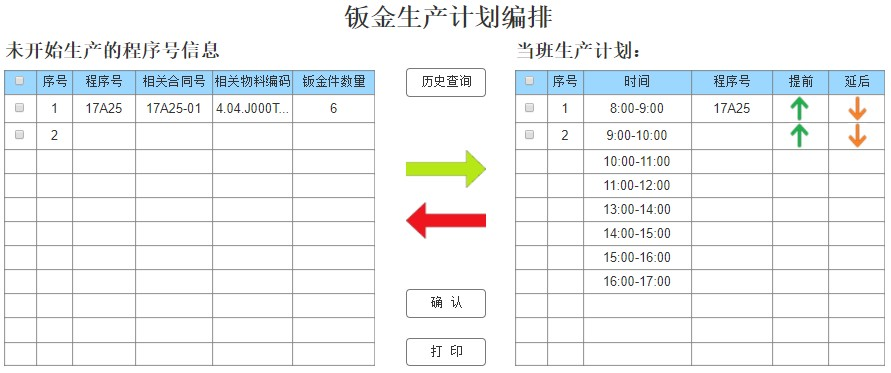 钣金生产计划编排
未开始生产的程序号信息
序号 程序号 相关合同号 相关物料编码 钣金件数量
1 17A25 17A25-01 4.04.J000T... 6
2
历史查询
确 认
打 印
当班生产计划:
序号 时间 程序号 提前 延后
1 8:00-9:00 17A25
2 9:00-10:00
10:00-11:00
11:00-12:00
13:00-14:00
14:00-15:00
15:00-16:00
16:00-17:00